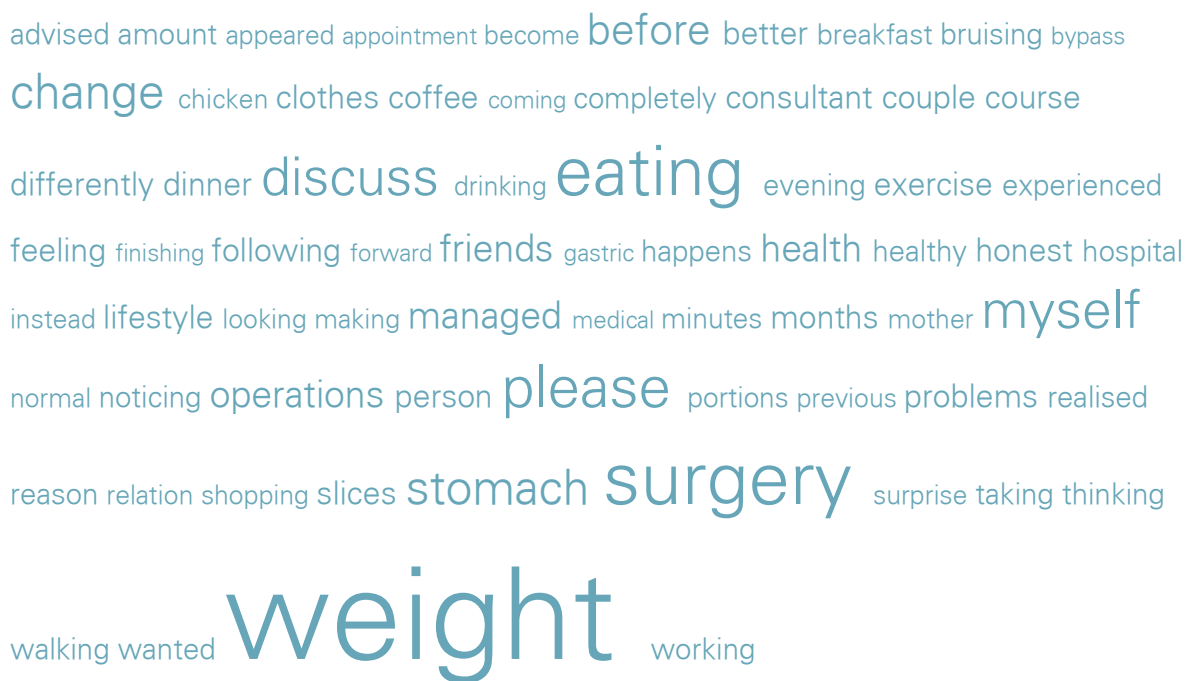 advised amount appeared appointment become before better breakfast bruising bypass
change chicken clothes coffee coming completely consultant couple course
differently dinner discuss drinking eating evening exercise experienced
feeling finishing following forward friends gastric happens health healthy honest hospital
instead lifestyle looking making managed medical minutes months mother myself
normal noticing operations person please portions previous problems realised
reason relation shopping slices stomach surgery surprise taking thinking
walking wanted weight working